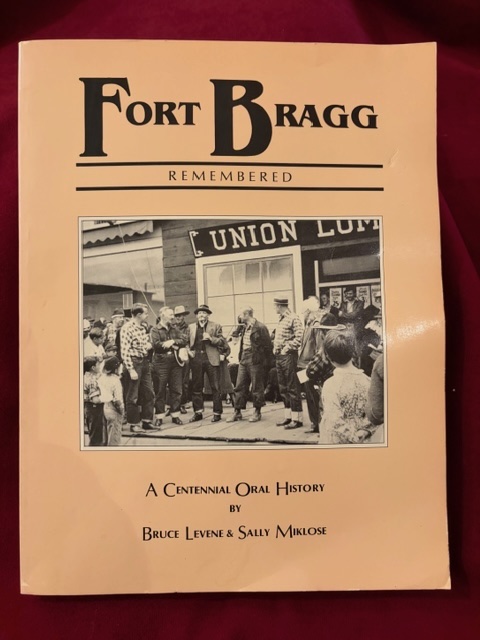 FORT BRAGG
REMEMBERED
UNION LUM
A CENTENNIAL ORAL HISTORY
BY
BRUCE LEVENE & SALLY MIKLOSE